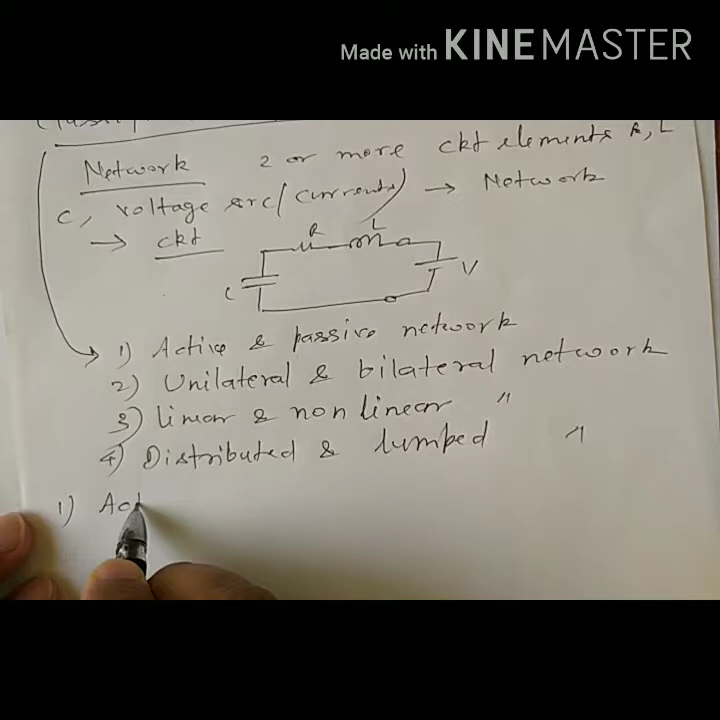 Made with KINEMASTER
Network 2 or more ckt elements R, L
C, voltage src/(currents) → Network
→ ckt
R L
C V
1) Active & passive network
2) Unilateral & bilateral network
3) linear & non linear "
4) Distributed & lumped "
1) Act